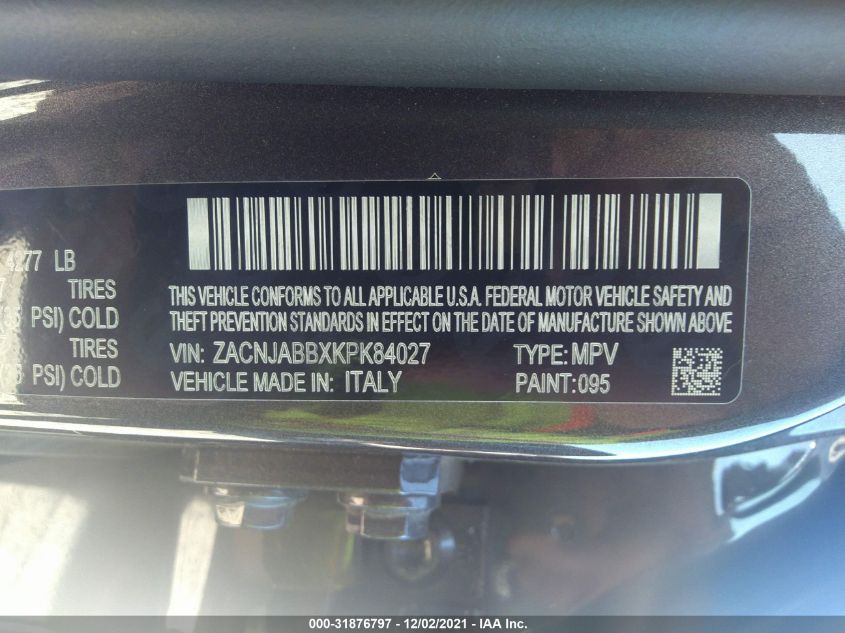 4277 LB
TIRES
PSI) COLD
TIRES
PSI) COLD
THIS VEHICLE CONFORMS TO ALL APPLICABLE U.S.A. FEDERAL MOTOR VEHICLE SAFETY AND
THEFT PREVENTION STANDARDS IN EFFECT ON THE DATE OF MANUFACTURE SHOWN ABOVE
VIN: ZACNJABBXKPK84027 TYPE: MPV
VEHICLE MADE IN: ITALY PAINT: 095
000-31876797 - 12/02/2021 - IAA Inc.